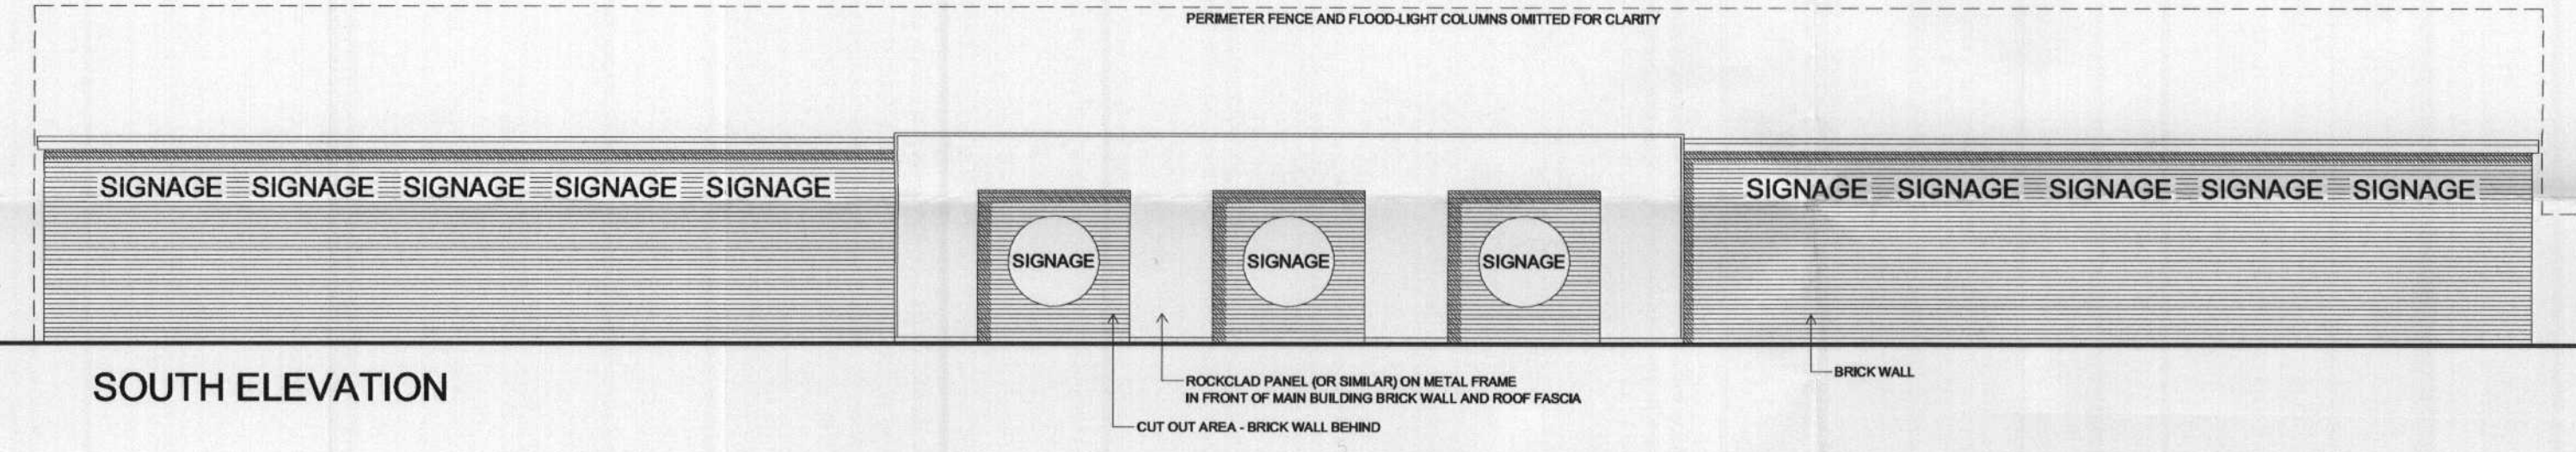 PERIMETER FENCE AND FLOOD-LIGHT COLUMNS OMITTED FOR CLARITY
SIGNAGE SIGNAGE SIGNAGE SIGNAGE SIGNAGE
SIGNAGE SIGNAGE SIGNAGE SIGNAGE SIGNAGE
SIGNAGE SIGNAGE SIGNAGE
SOUTH ELEVATION
ROCKCLAD PANEL (OR SIMILAR) ON METAL FRAME
IN FRONT OF MAIN BUILDING BRICK WALL AND ROOF FASCIA
CUT OUT AREA - BRICK WALL BEHIND
BRICK WALL